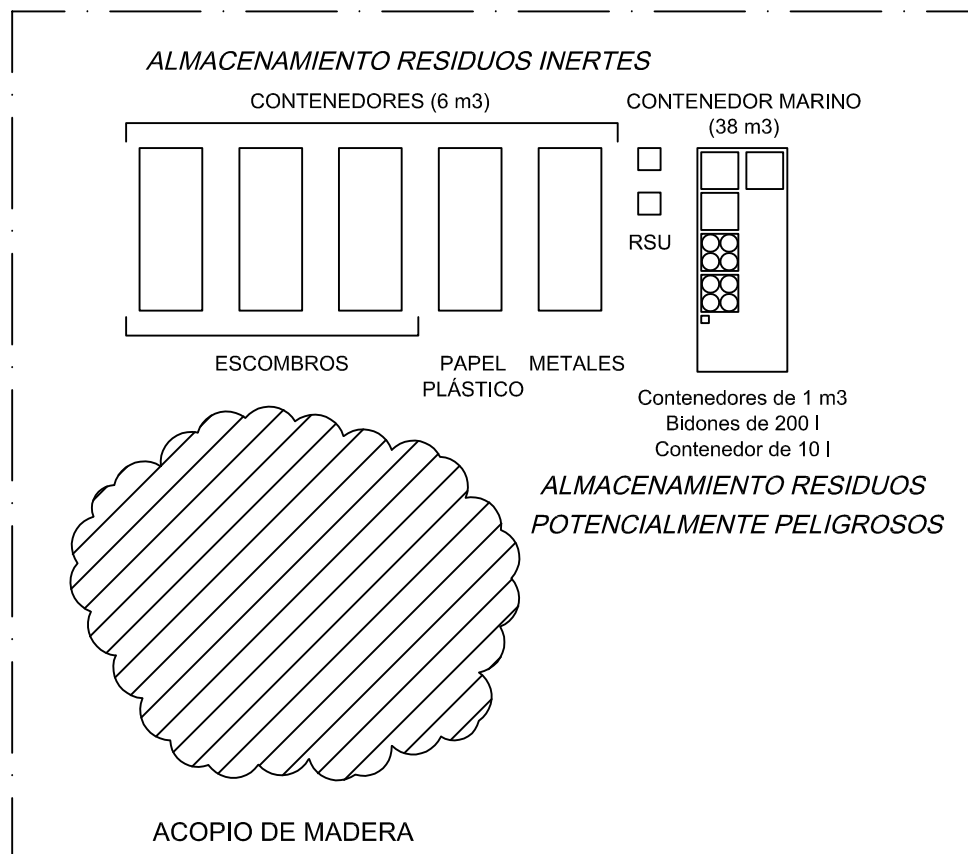 ALMACENAMIENTO RESIDUOS INERTES
CONTENEDORES (6 m3)
CONTENEDOR MARINO
(38 m3)
RSU
ESCOMBROS
PAPEL
PLÁSTICO
METALES
Contenedores de 1 m3
Bidones de 200 l
Contenedor de 10 l
ALMACENAMIENTO RESIDUOS
POTENCIALMENTE PELIGROSOS
ACOPIO DE MADERA